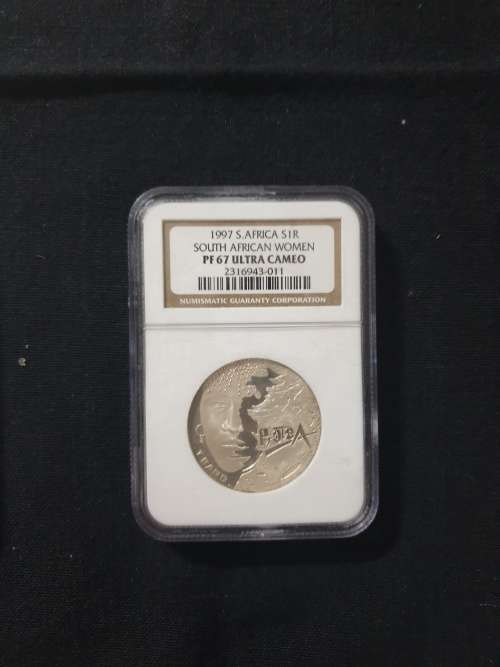 1997 S.AFRICA S1R
SOUTH AFRICAN WOMEN
PF 67 ULTRA CAMEO
2316943-011
NUMISMATIC GUARANTY CORPORATION